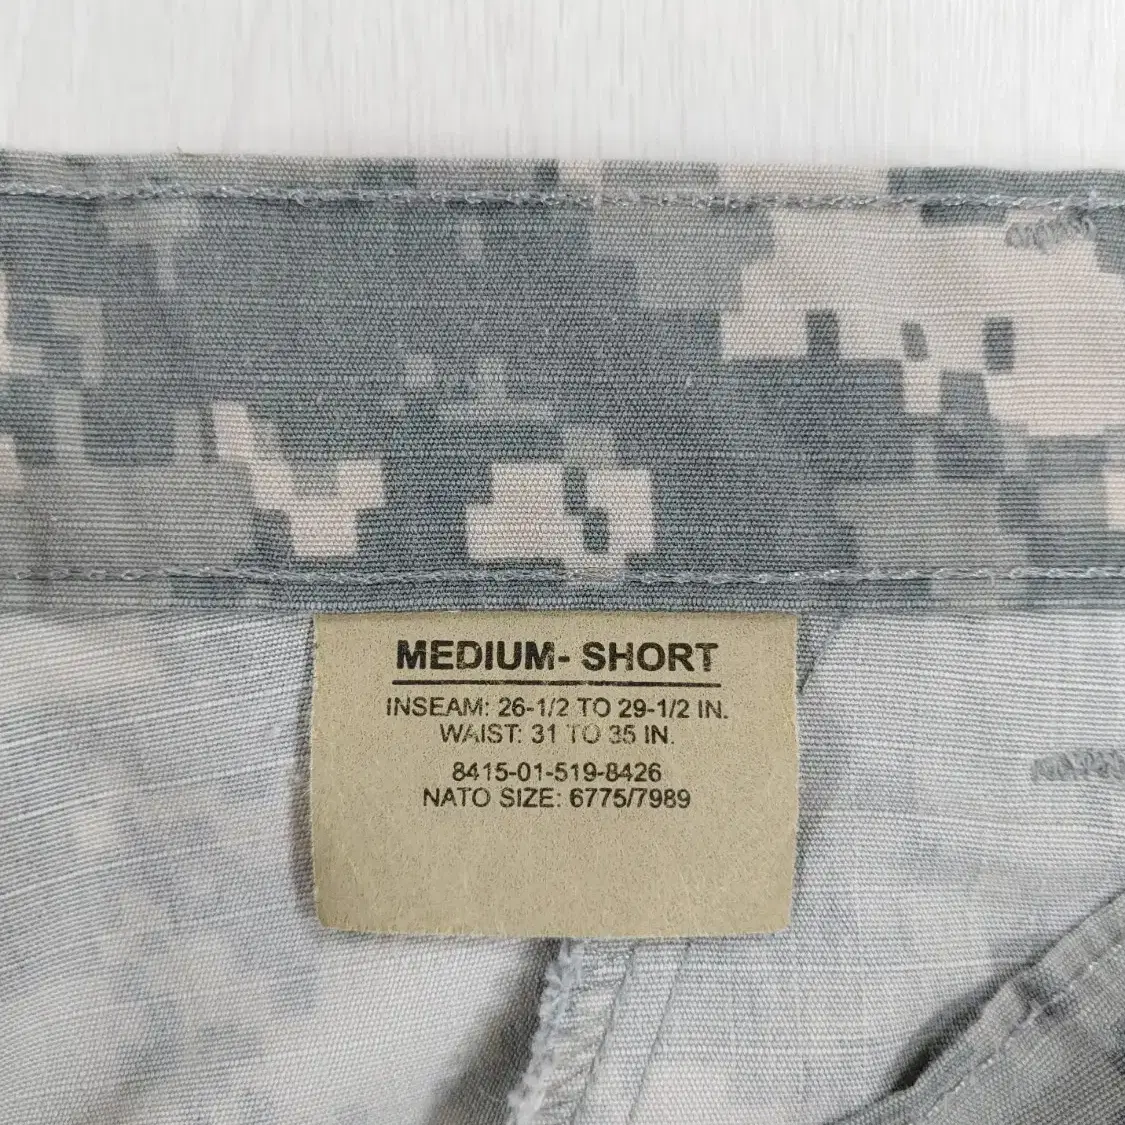 MEDIUM- SHORT
INSEAM: 26-1/2 TO 29-1/2 IN.
WAIST: 31 TO 35 IN.
8415-01-519-8426
NATO SIZE: 6775/7989